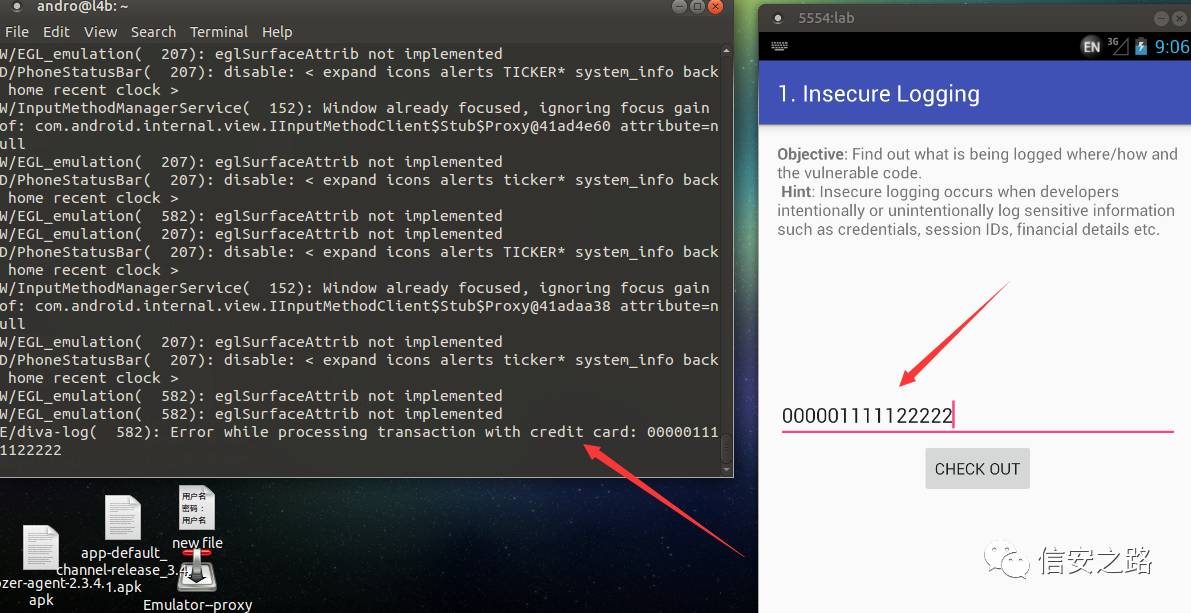 andro@l4b: ~
File Edit View Search Terminal Help
W/EGL_emulation(  207): eglSurfaceAttrib not implemented
D/PhoneStatusBar(  207): disable: < expand icons alerts TICKER* system_info back
 home recent clock >
W/InputMethodManagerService(  152): Window already focused, ignoring focus gain
of: com.android.internal.view.IInputMethodClient$Stub$Proxy@41ad4e60 attribute=n
ull
W/EGL_emulation(  207): eglSurfaceAttrib not implemented
D/PhoneStatusBar(  207): disable: < expand icons alerts ticker* system_info back
 home recent clock >
W/EGL_emulation(  582): eglSurfaceAttrib not implemented
W/EGL_emulation(  207): eglSurfaceAttrib not implemented
D/PhoneStatusBar(  207): disable: < expand icons alerts TICKER* system_info back
 home recent clock >
W/InputMethodManagerService(  152): Window already focused, ignoring focus gain
of: com.android.internal.view.IInputMethodClient$Stub$Proxy@41adaa38 attribute=n
ull
W/EGL_emulation(  207): eglSurfaceAttrib not implemented
D/PhoneStatusBar(  207): disable: < expand icons alerts ticker* system_info back
 home recent clock >
W/EGL_emulation(  582): eglSurfaceAttrib not implemented
W/EGL_emulation(  582): eglSurfaceAttrib not implemented
E/diva-log(  582): Error while processing transaction with credit card: 00000111
1122222
用户名
密码：
用户名
new file
app-default_
channel-release_3.4.
1.apk
ozer-agent-2.3.4.
apk
Emulator--proxy
5554:lab
EN 3G 9:06
1. Insecure Logging
Objective: Find out what is being logged where/how and
the vulnerable code.
Hint: Insecure logging occurs when developers
intentionally or unintentionally log sensitive information
such as credentials, session IDs, financial details etc.
000001111122222
CHECK OUT
信安之路